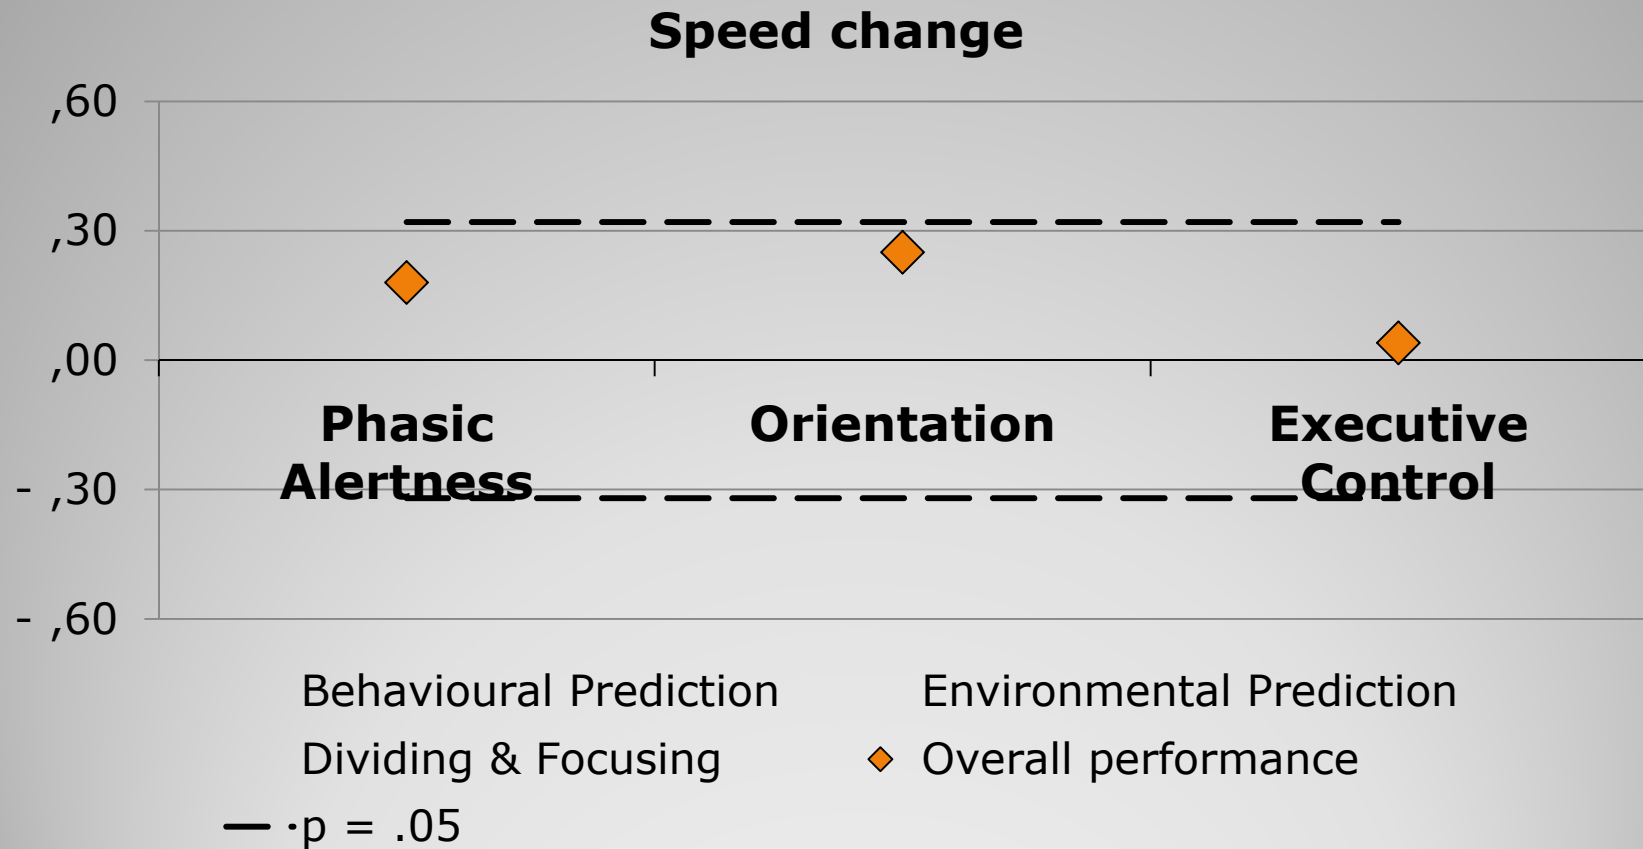 Speed change
,60
,30
,00
Phasic Orientation Executive
Alertness Control
- ,30
- ,60
Behavioural Prediction Environmental Prediction
Dividing & Focusing Overall performance
p = .05